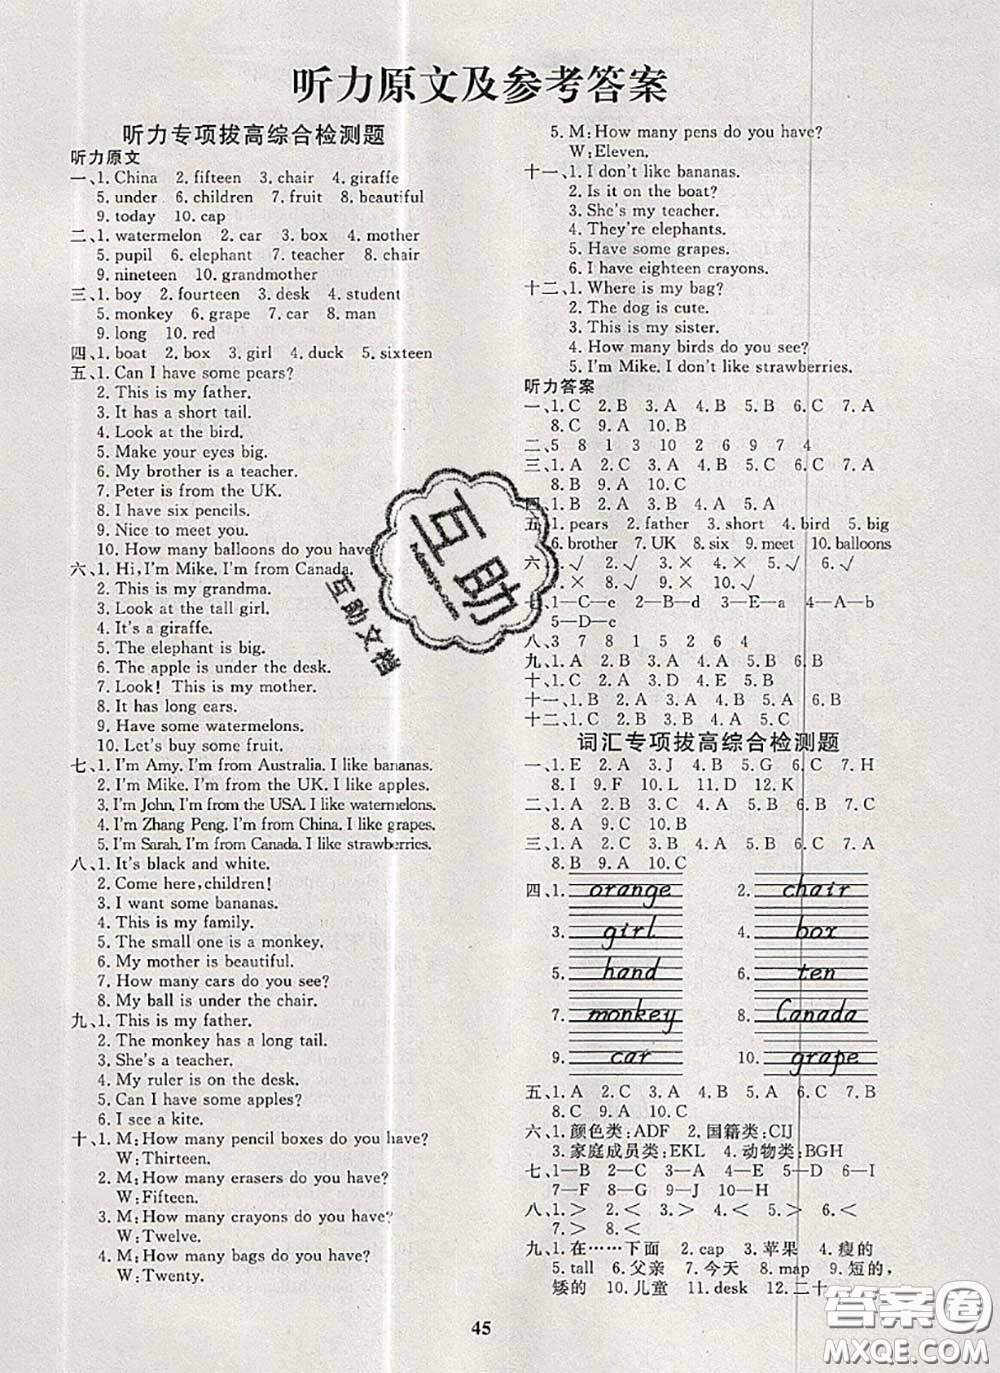 听力原文及参考答案
听力专项拔高综合检测题
听力原文
一、1. China 2. fifteen 3. chair 4. giraffe
5. under 6. children 7. fruit 8. beautiful
9. today 10. cap
二、1. watermelon 2. car 3. box 4. mother
5. pupil 6. elephant 7. teacher 8. chair
9. nineteen 10. grandmother
三、1. boy 2. fourteen 3. desk 4. student
5. monkey 6. grape 7. car 8. man
9. long 10. red
四、1. boat 2. box 3. girl 4. duck 5. sixteen
五、1. Can I have some pears?
2. This is my father.
3. It has a short tail.
4. Look at the bird.
5. Make your eyes big.
6. My brother is a teacher.
7. Peter is from the UK.
8. I have six pencils.
9. Nice to meet you.
10. How many balloons do you have
六、1. Hi, I'm Mike. I'm from Canada.
2. This is my grandma.
3. Look at the tall girl.
4. It's a giraffe.
5. The elephant is big.
6. The apple is under the desk.
7. Look! This is my mother.
8. It has long ears.
9. Have some watermelons.
10. Let's buy some fruit.
七、1. I'm Amy. I'm from Australia. I like bananas.
2. I'm Mike. I'm from the UK. I like apples.
3. I'm John. I'm from the USA. I like watermelons.
4. I'm Zhang Peng. I'm from China. I like grapes.
5. I'm Sarah. I'm from Canada. I like strawberries.
八、1. It's black and white.
2. Come here, children!
3. I want some bananas.
4. This is my family.
5. The small one is a monkey.
6. My mother is beautiful.
7. How many cars do you see?
8. My ball is under the chair.
九、1. This is my father.
2. The monkey has a long tail.
3. She's a teacher.
4. My ruler is on the desk.
5. Can I have some apples?
6. I see a kite.
十、1. M: How many pencil boxes do you have?
W: Thirteen.
2. M: How many erasers do you have?
W: Fifteen.
3. M: How many crayons do you have?
W: Twelve.
4. M: How many bags do you have?
W: Twenty.
5. M: How many pens do you have?
W: Eleven.
十一、1. I don't like bananas.
2. Is it on the boat?
3. She's my teacher.
4. They're elephants.
5. Have some grapes.
6. I have eighteen crayons.
十二、1. Where is my bag?
2. The dog is cute.
3. This is my sister.
4. How many birds do you see?
5. I'm Mike. I don't like strawberries.
听力答案
一、1. C 2. B 3. A 4. B 5. B 6. C 7. A
8. C 9. A 10. B
二、5 8 1 3 10 2 6 9 7 4
三、1. A 2. C 3. A 4. B 5. A 6. C 7. A
8. B 9. A 10. C
四、1. B 2. A 3. B 4. A 5. A
五、1. pears 2. father 3. short 4. bird 5. big
6. brother 7. UK 8. six 9. meet 10. balloons
六、1. √ 2. √ 3. × 4. × 5. √ 6. √
7. √ 8. × 9. × 10. √
1—C—e 2—B—d 3—E—a 4—A—b
5—D—c
八、3 7 8 1 5 2 6 4
九、1. A 2. B 3. A 4. B 5. A 6. B
十、1. C 2. A 3. D 4. E 5. B
十一、1. B 2. A 3. B 4. B 5. A 6. B
十二、1. C 2. B 3. A 4. A 5. C
词汇专项拔高综合检测题
一、1. E 2. A 3. J 4. B 5. G 6. C 7. H
8. I 9. F 10. L 11. D 12. K
二、1. A 2. C 3. A 4. C 5. B 6. C 7. C
8. A 9. C 10. B
三、1. C 2. B 3. C 4. A 5. B 6. C 7. A
8. B 9. A 10. C
四、1. orange 2. chair
3. girl 4. box
5. hand 6. ten
7. monkey 8. Canada
9. car 10. grape
五、1. A 2. C 3. A 4. B 5. A 6. C 7. B
8. C 9. C 10. C
六、1. 颜色类:ADF 2. 国籍类:CIJ
3. 家庭成员类:EKL 4. 动物类:BGH
七、1—B 2—C 3—A 4—E 5—D 6—I
7—F 8—G 9—J 10—H
八、1. > 2. < 3. < 4. > 5. > 6. <
7. > 8. <
九、1. 在……下面 2. cap 3. 苹果 4. 瘦的
5. tall 6. 父亲 7. 今天 8. map 9. 短的,
矮的 10. 儿童 11. desk 12. 二十
45
互助
互助文档
答案圈
MXQE.COM